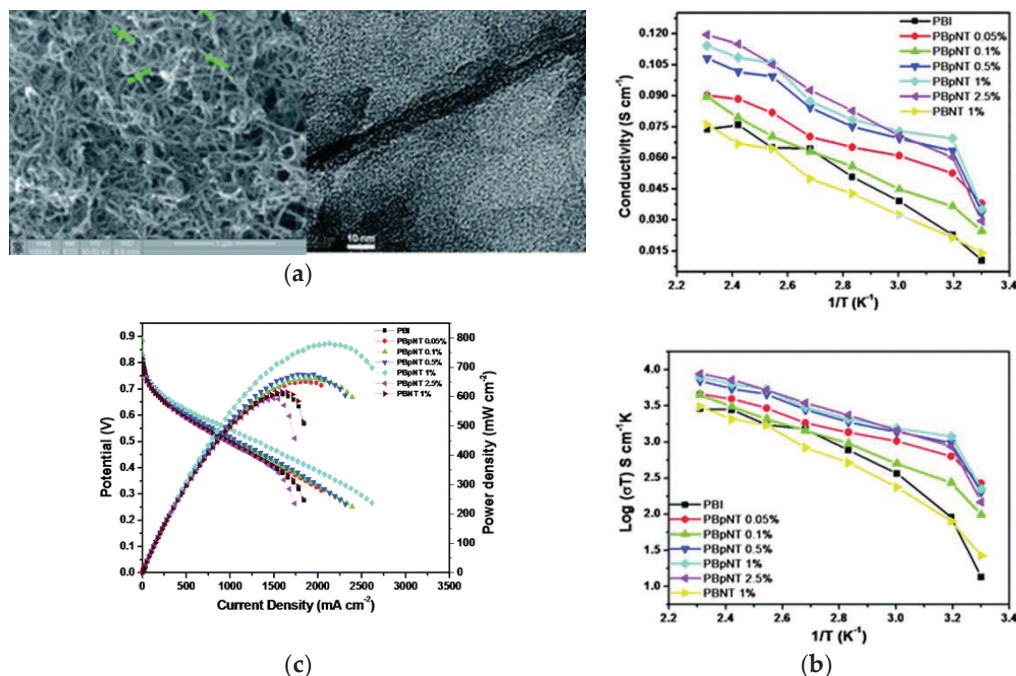 10 nm
(a)
PBI
PBpNT 0.05%
PBpNT 0.1%
PBpNT 0.5%
PBpNT 1%
PBpNT 2.5%
PBNT 1%
Conductivity (S cm⁻¹)
0.120
0.105
0.090
0.075
0.060
0.045
0.030
0.015
2.2 2.4 2.6 2.8 3.0 3.2 3.4
1/T (K⁻¹)
PBI
PBpNT 0.05%
PBpNT 0.1%
PBpNT 0.5%
PBpNT 1%
PBpNT 2.5%
PBNT 1%
Potential (V)
0.9
0.8
0.7
0.6
0.5
0.4
0.3
0.2
0.1
0.0
0 500 1000 1500 2000 2500 3000 3500
Current Density (mA cm⁻²)
800
700
600
500
400
300
200
100
0
Power density (mW cm⁻²)
(c)
Log (σT) S cm⁻¹K
4.0
3.5
3.0
2.5
2.0
1.5
1.0
PBI
PBpNT 0.05%
PBpNT 0.1%
PBpNT 0.5%
PBpNT 1%
PBpNT 2.5%
PBNT 1%
2.2 2.4 2.6 2.8 3.0 3.2 3.4
1/T (K⁻¹)
(b)